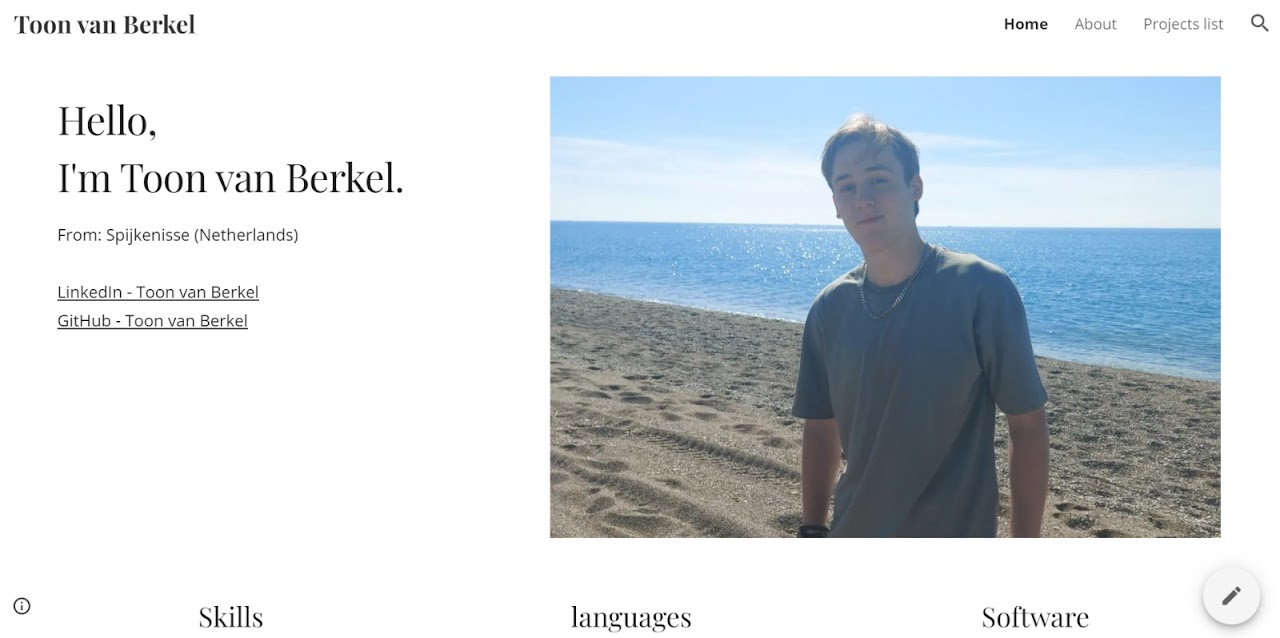 Toon van Berkel
Home About Projects list
Hello,
I'm Toon van Berkel.
From: Spijkenisse (Netherlands)
LinkedIn - Toon van Berkel
GitHub - Toon van Berkel
Skills languages Software